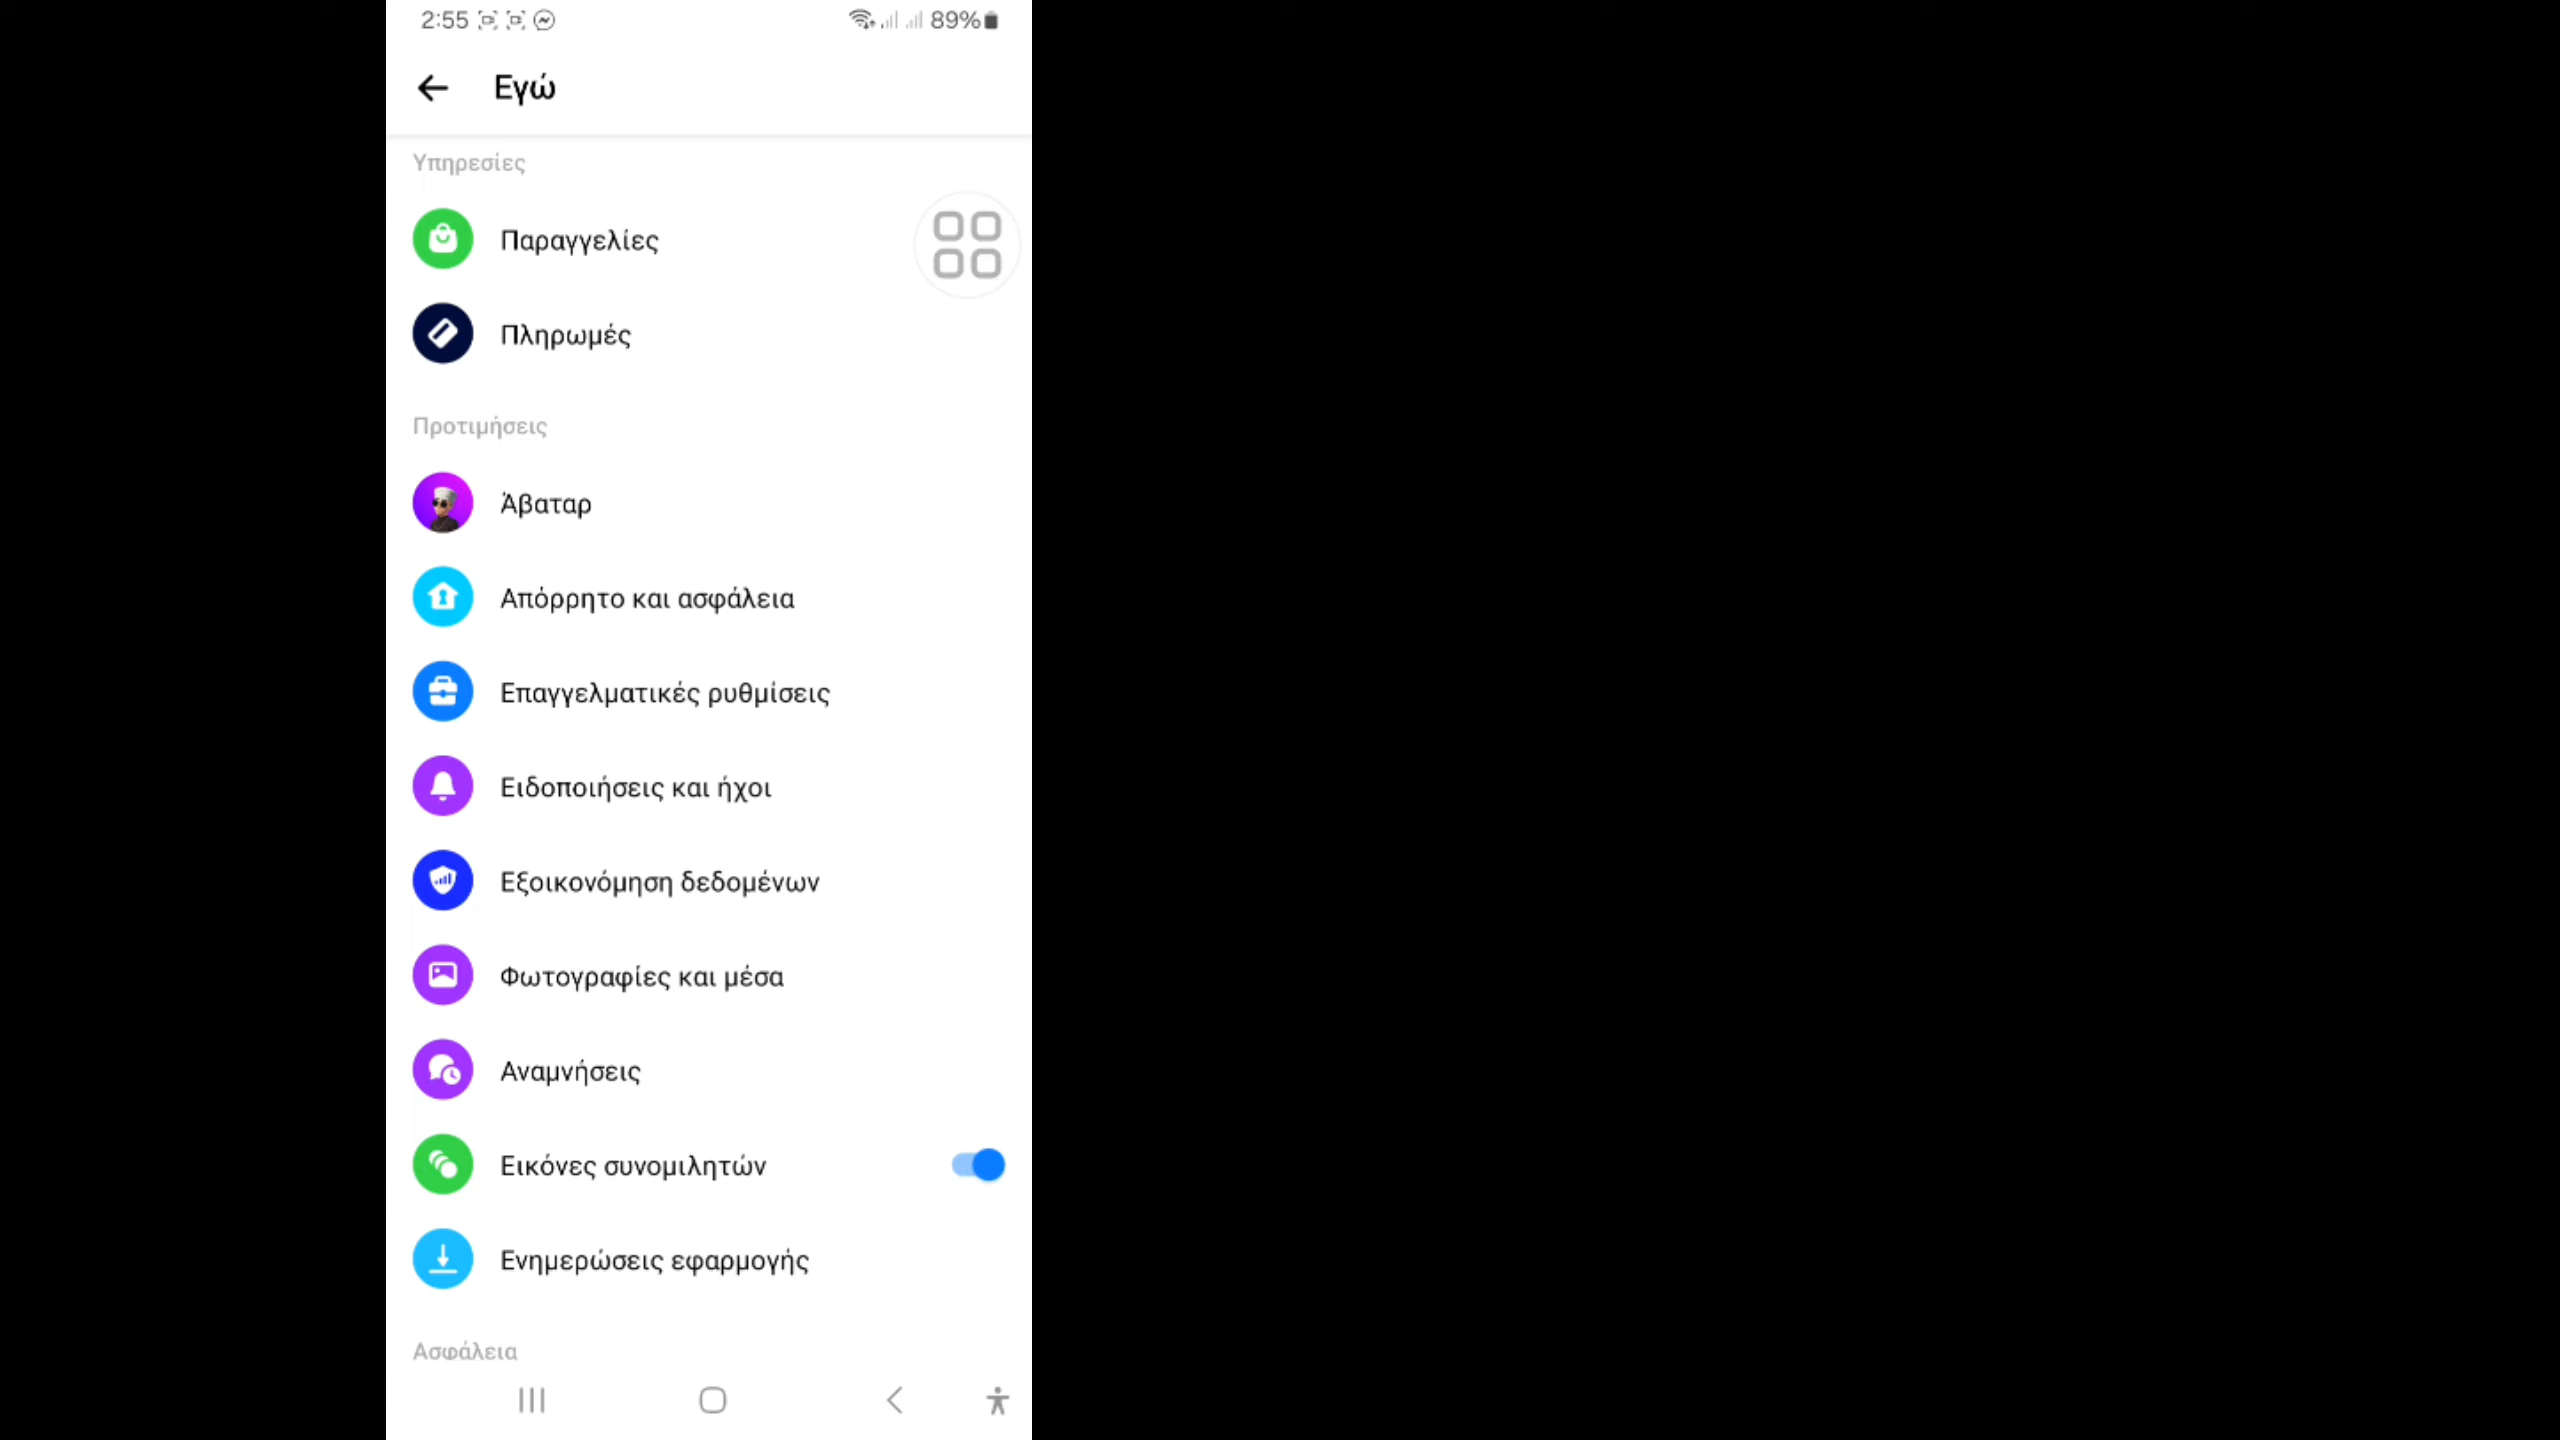 2:55 89%
Εγώ
Υπηρεσίες
Παραγγελίες
Πληρωμές
Προτιμήσεις
Άβαταρ
Απόρρητο και ασφάλεια
Επαγγελματικές ρυθμίσεις
Ειδοποιήσεις και ήχοι
Εξοικονόμηση δεδομένων
Φωτογραφίες και μέσα
Αναμνήσεις
Εικόνες συνομιλητών
Ενημερώσεις εφαρμογής
Ασφάλεια